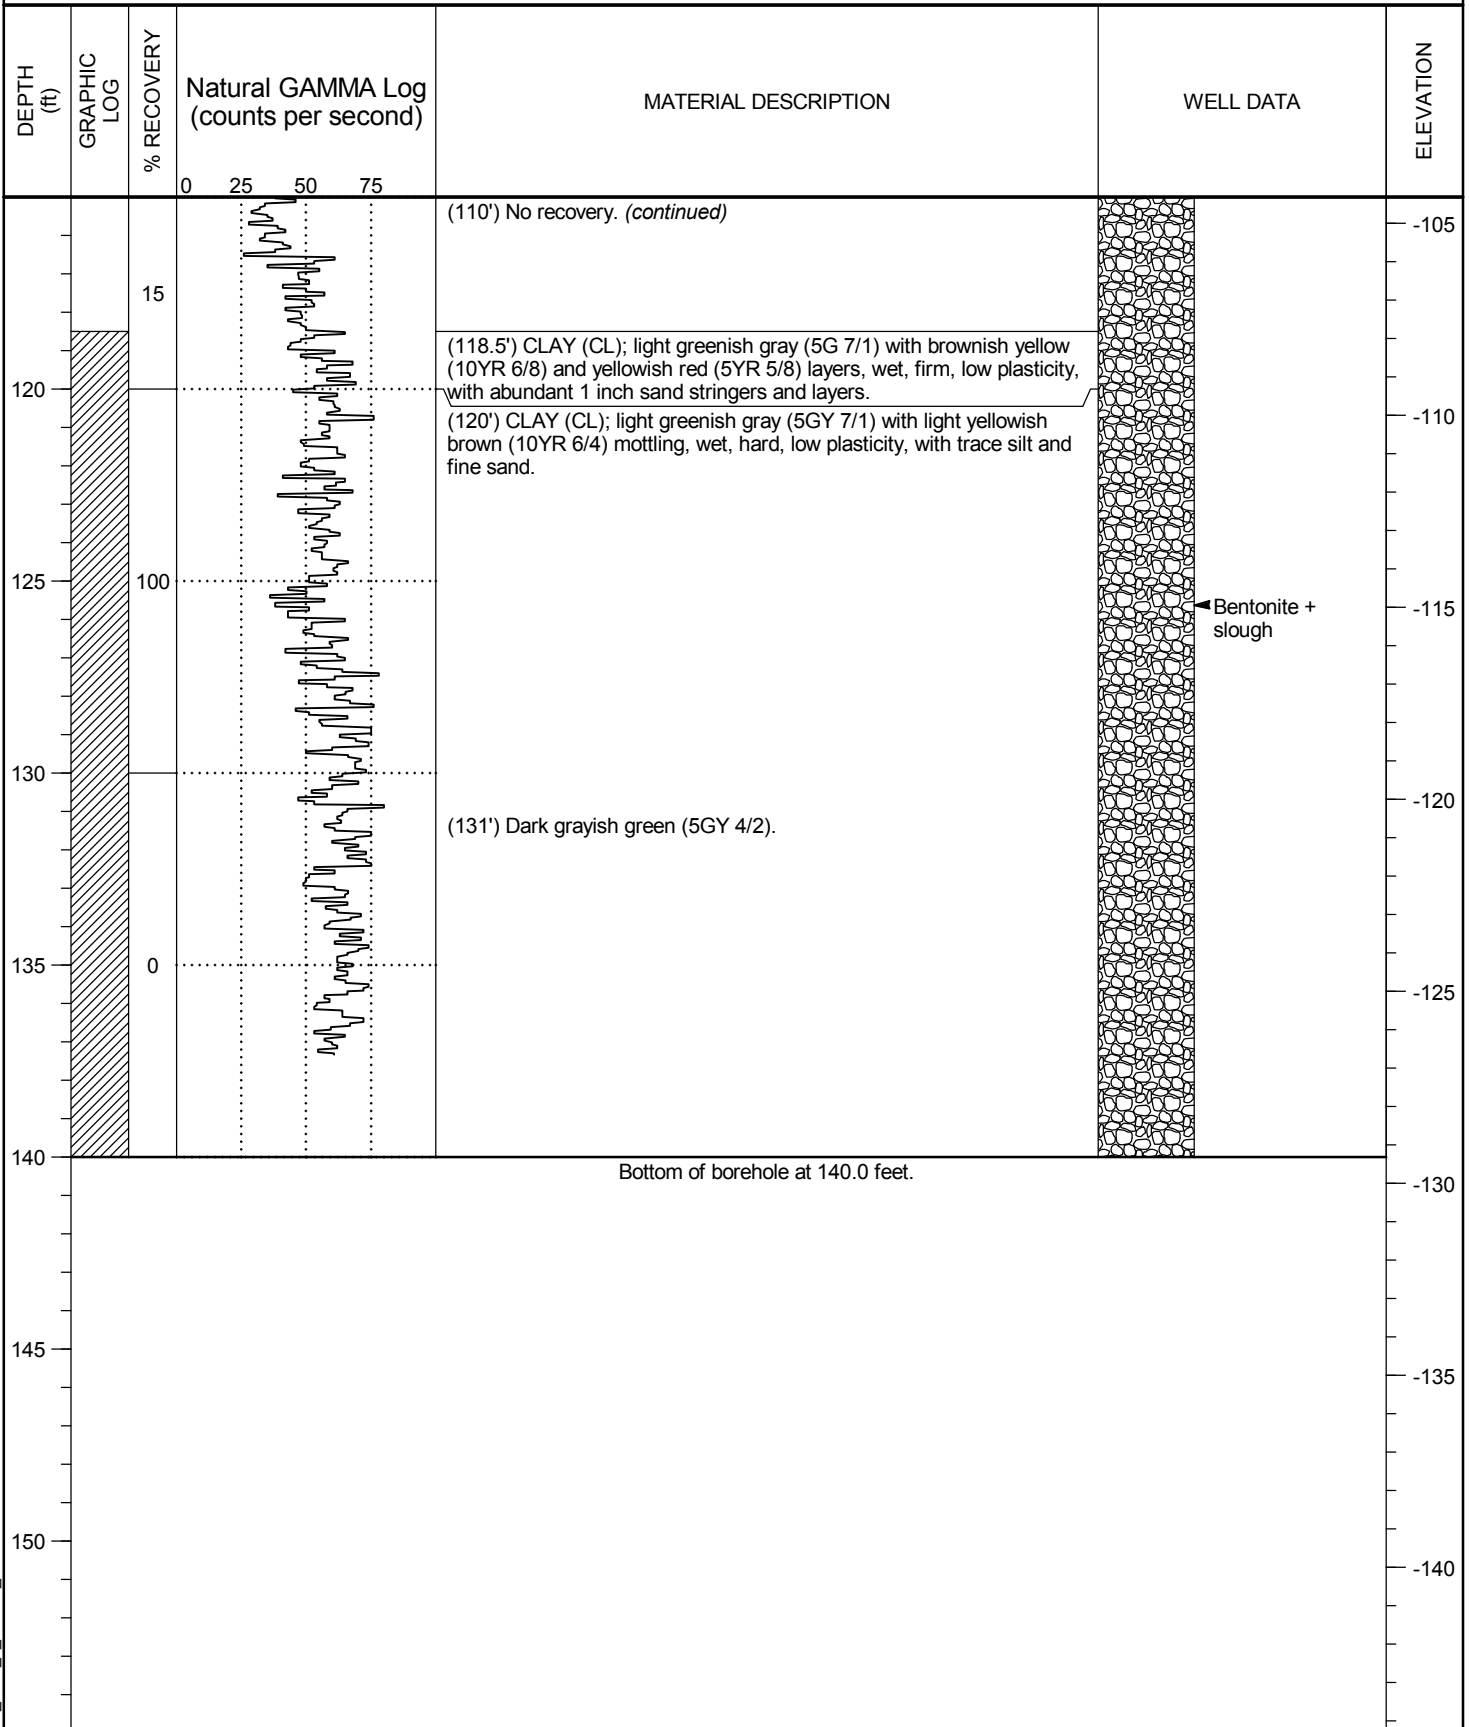 DEPTH
(ft)
GRAPHIC
LOG
% RECOVERY
Natural GAMMA Log
(counts per second)
0 25 50 75
MATERIAL DESCRIPTION
WELL DATA
ELEVATION
(110') No recovery. (continued)
-105
15
(118.5') CLAY (CL); light greenish gray (5G 7/1) with brownish yellow
(10YR 6/8) and yellowish red (5YR 5/8) layers, wet, firm, low plasticity,
with abundant 1 inch sand stringers and layers.
120
(120') CLAY (CL); light greenish gray (5GY 7/1) with light yellowish
brown (10YR 6/4) mottling, wet, hard, low plasticity, with trace silt and
fine sand.
-110
125
100
Bentonite +
slough
-115
130
-120
(131') Dark grayish green (5GY 4/2).
135
0
-125
140
Bottom of borehole at 140.0 feet.
-130
145
-135
150
-140